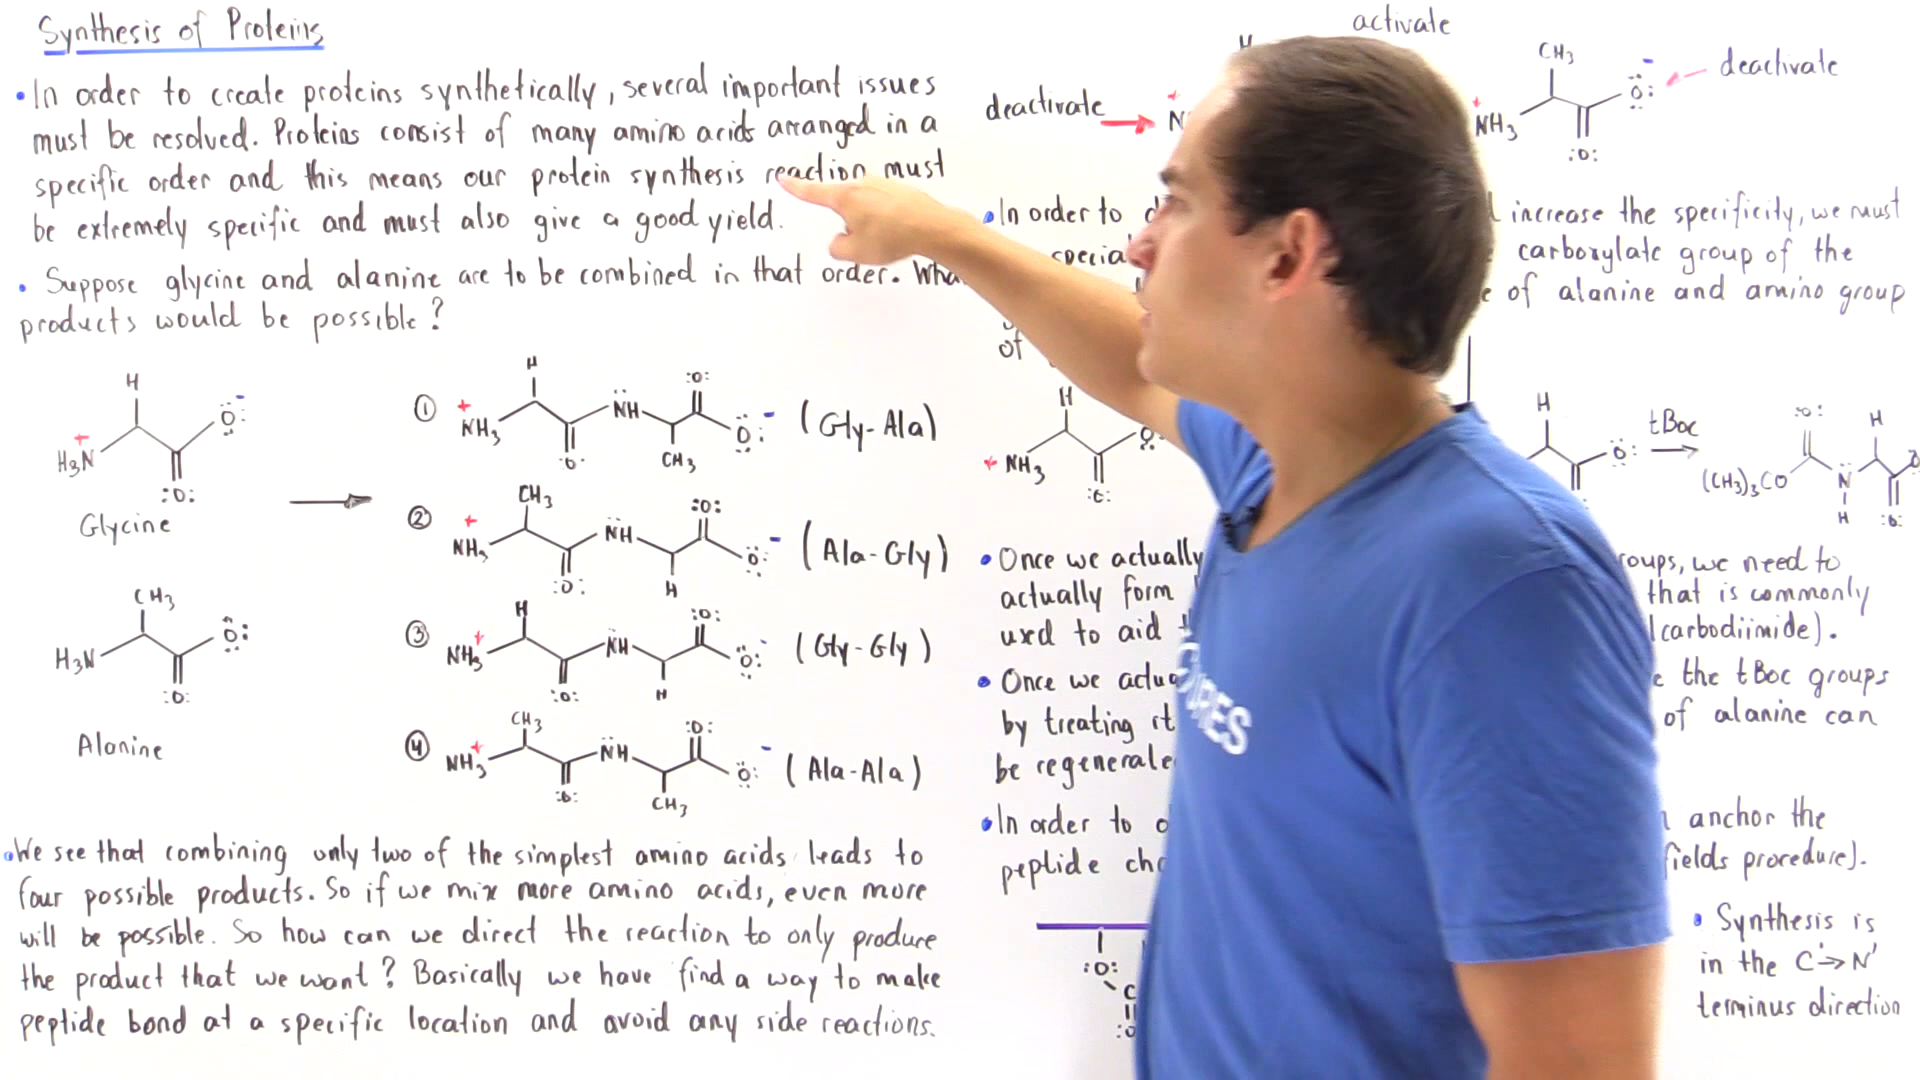 Synthesis of Proteins
• In order to create proteins synthetically, several important issues
must be resolved. Proteins consist of many amino acids arranged in a
specific order and this means our protein synthesis reaction must
be extremely specific and must also give a good yield.
• Suppose glycine and alanine are to be combined in that order.
products would be possible?
H
:O:
H₃N
+
:O:
Glycine
CH₃
:O:
H₃N
:O:
Alanine
① NH₃ + H :O: NH CH₃ :O: :O: - (Gly-Ala)
② NH₃ + CH₃ :O: NH H :O: :O: - (Ala-Gly)
③ NH₃ + H :O: NH H :O: :O: - (Gly-Gly)
④ NH₃ + CH₃ :O: NH CH₃ :O: :O: - (Ala-Ala)
• We see that combining only two of the simplest amino acids leads to
four possible products. So if we mix more amino acids, even more
will be possible. So how can we direct the reaction to only produce
the product that we want? Basically we have find a way to make
peptide bond at a specific location and avoid any side reactions.
activate
deactivate
+
N
H
CH₃
:O: -
+
NH₃
:O:
deactivate
• In order to
increase the specificity, we must
carboxylate group of the
of alanine and amino group
of
H
+ NH₃
:O:
H
:O:
tBoc
:O: H
(CH₃)₃CO N
H :O:
• Once we actually
groups, we need to
actually form
that is commonly
used to aid
carbodiimide).
• Once we
the tBoc groups
by treating it
of alanine can
be
• In order to
anchor the
peptide
procedure).
:O:
C
• Synthesis is
in the C'→N'
terminus direction